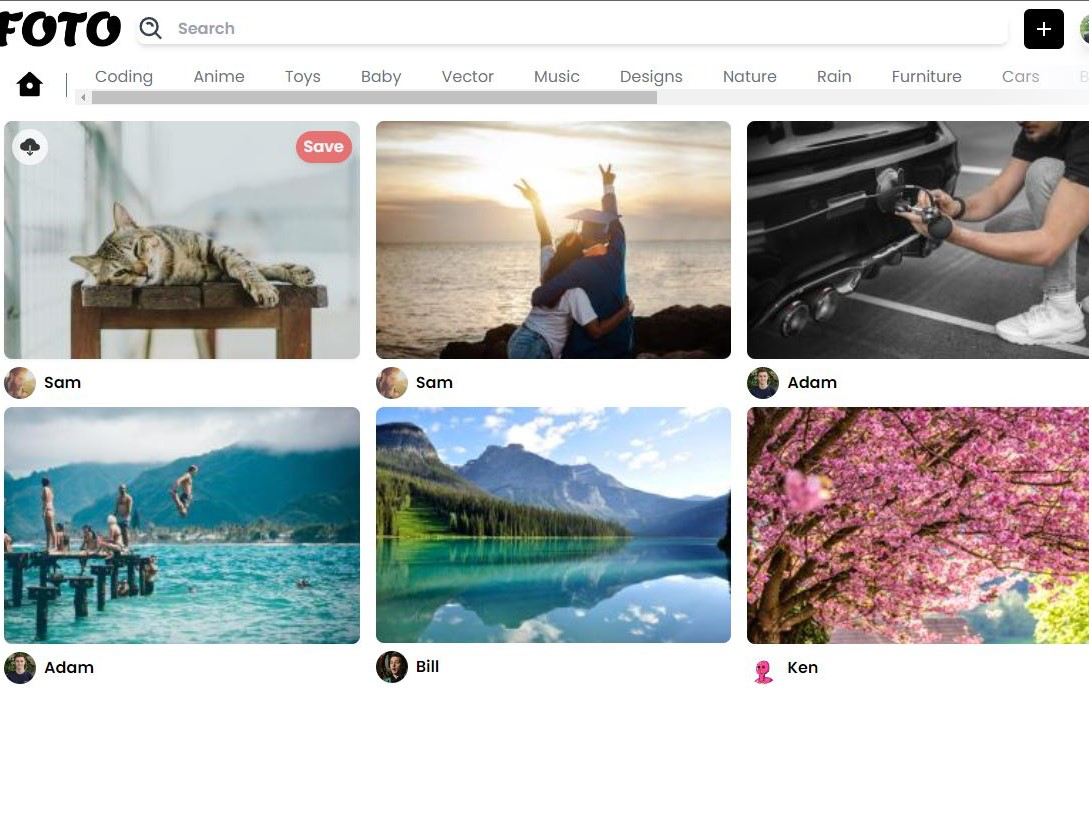 FOTO
Search
Coding Anime Toys Baby Vector Music Designs Nature Rain Furniture Cars B
Save
Sam Sam Adam
Adam Bill Ken